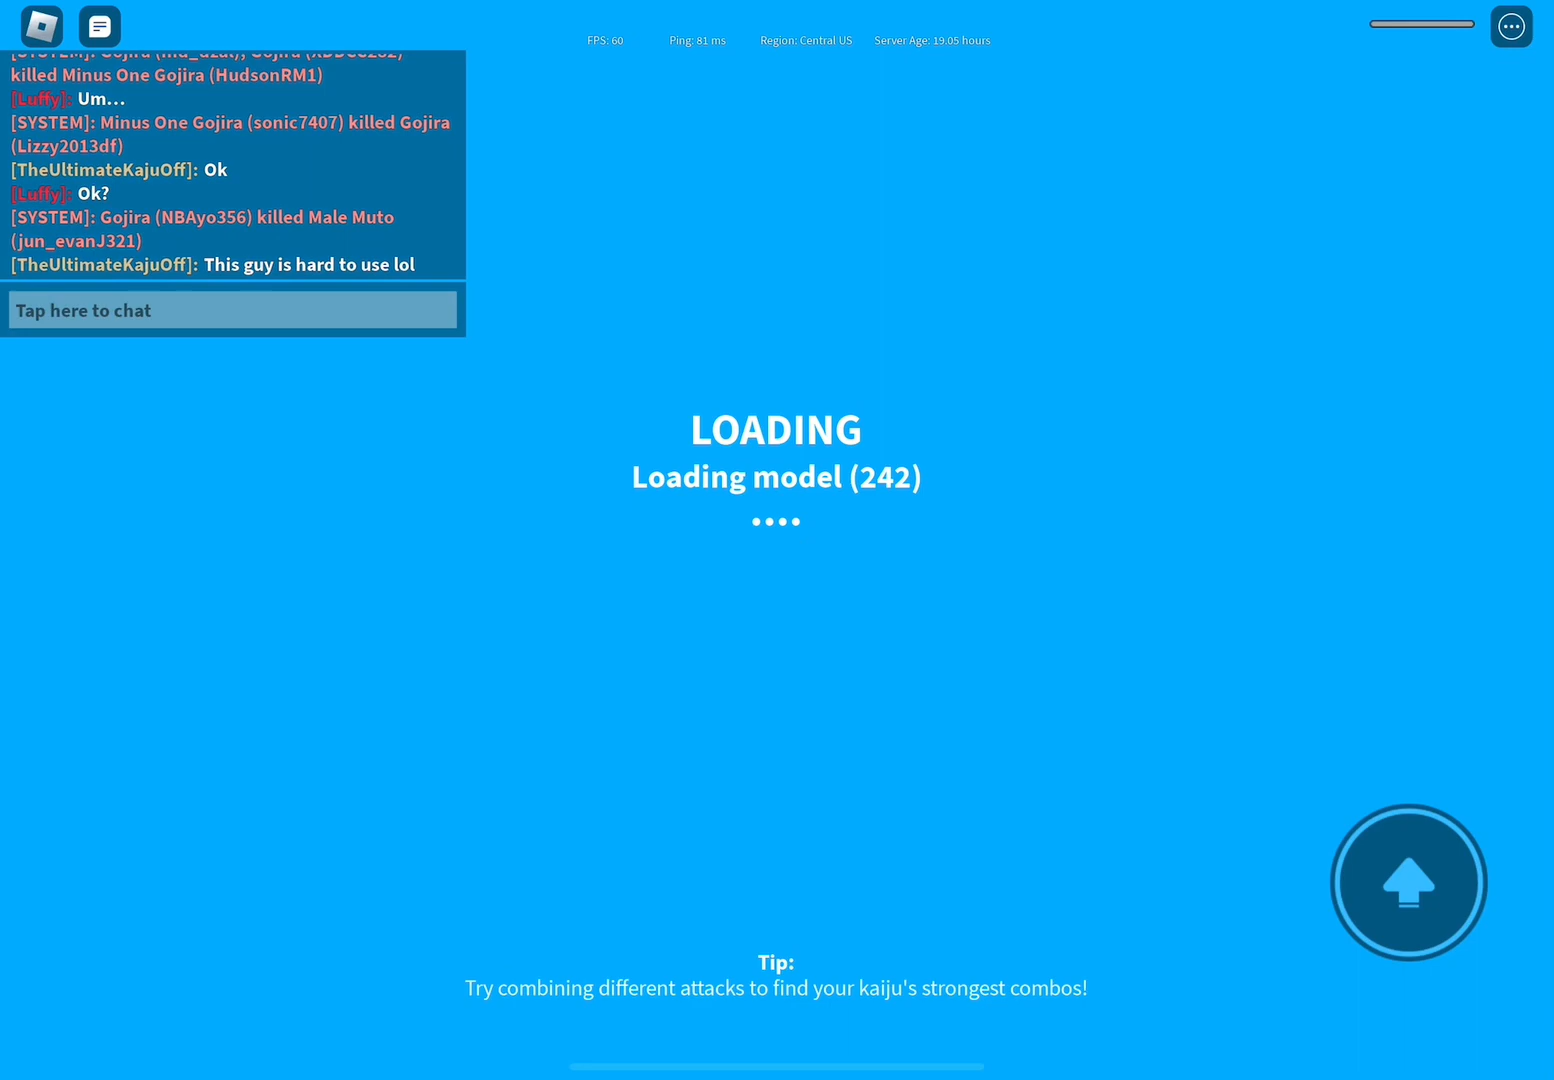 FPS: 60 Ping: 81 ms Region: Central US Server Age: 19.05 hours
[SYSTEM]: Gojira
killed Minus One Gojira (HudsonRM1)
[Luffy]: Um...
[SYSTEM]: Minus One Gojira (sonic7407) killed Gojira
(Lizzy2013df)
[TheUltimateKajuOff]: Ok
[Luffy]: Ok?
[SYSTEM]: Gojira (NBAyo356) killed Male Muto
(jun_evanJ321)
[TheUltimateKajuOff]: This guy is hard to use lol
Tap here to chat
LOADING
Loading model (242)
Tip:
Try combining different attacks to find your kaiju's strongest combos!